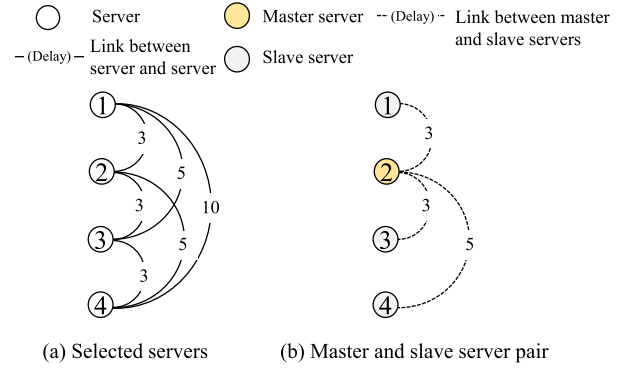 Server
Master server
-- (Delay) --
Link between master
and slave servers
– (Delay) –
Link between
server and server
Slave server
1
3
2
5
3
10
3
5
3
4
1
3
2
3
3
5
4
(a) Selected servers
(b) Master and slave server pair